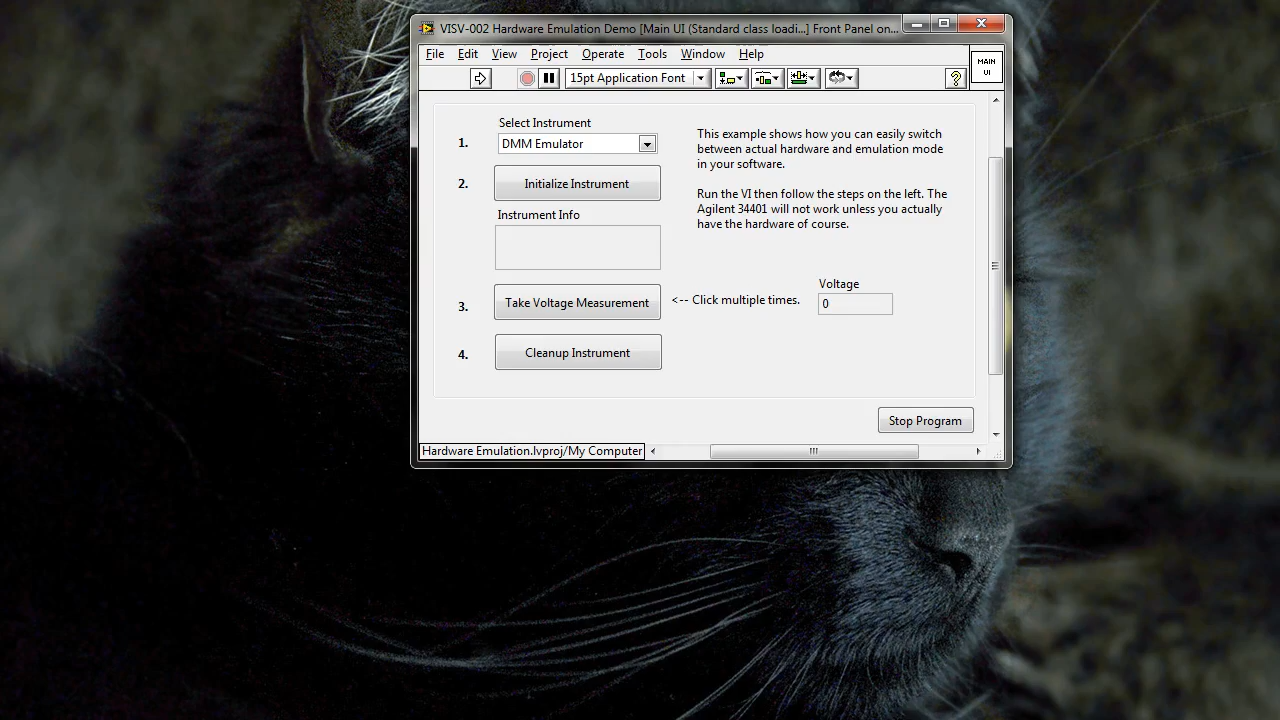 VISV-002 Hardware Emulation Demo [Main UI (Standard class loadi...] Front Panel on...
File Edit View Project Operate Tools Window Help
MAIN
UI
15pt Application Font
?
Select Instrument
1. DMM Emulator
2. Initialize Instrument
Instrument Info
3. Take Voltage Measurement
<-- Click multiple times.
Voltage
0
4. Cleanup Instrument
This example shows how you can easily switch
between actual hardware and emulation mode
in your software.
Run the VI then follow the steps on the left. The
Agilent 34401 will not work unless you actually
have the hardware of course.
Stop Program
Hardware Emulation.lvproj/My Computer